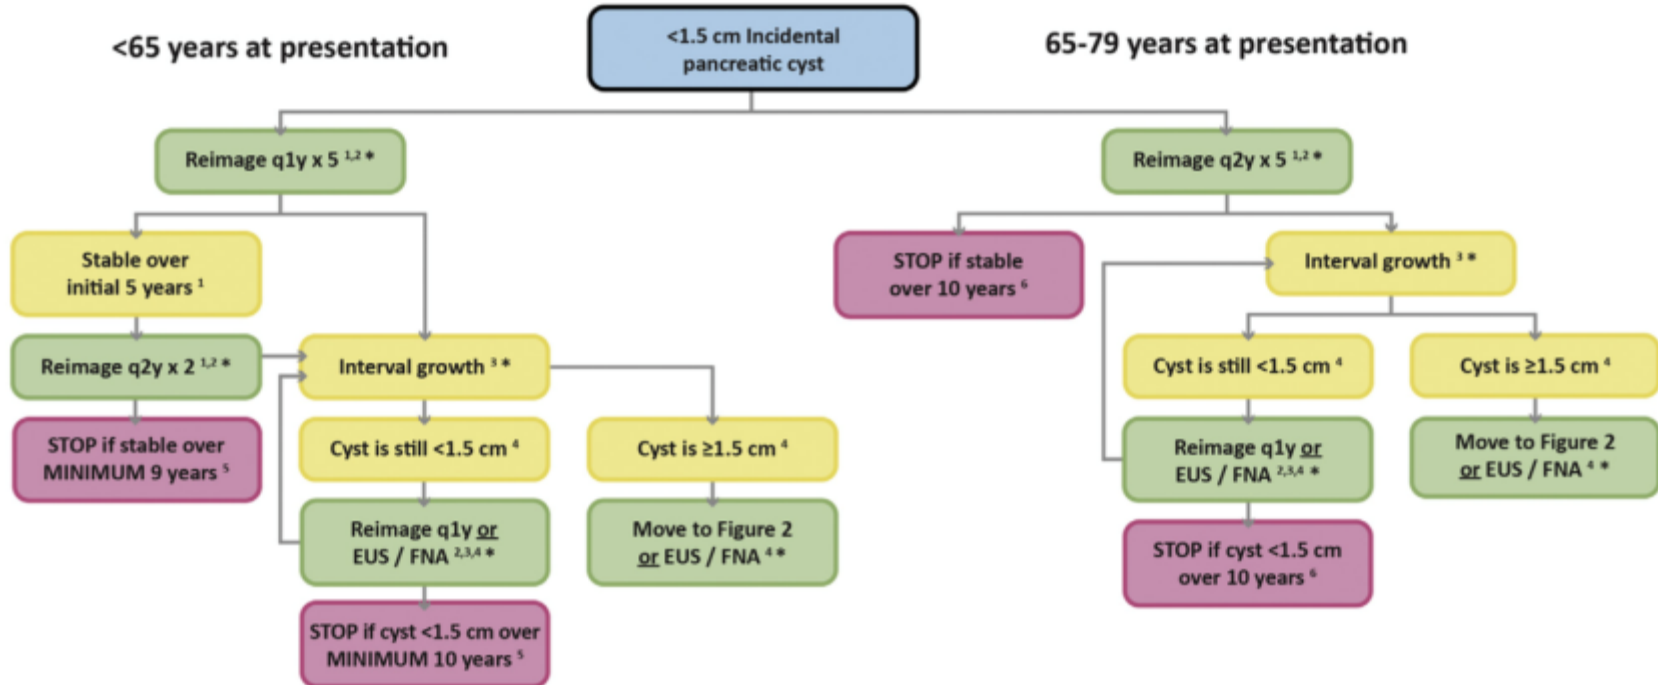 <65 years at presentation
<1.5 cm Incidental
pancreatic cyst
65-79 years at presentation
Reimage q1y x 5 1,2 *
Stable over
initial 5 years 1
Reimage q2y x 2 1,2 *
STOP if stable over
MINIMUM 9 years 5
Interval growth 3 *
Cyst is still <1.5 cm 4
Reimage q1y or
EUS / FNA 2,3,4 *
STOP if cyst <1.5 cm over
MINIMUM 10 years 5
Cyst is ≥1.5 cm 4
Move to Figure 2
or EUS / FNA 4 *
Reimage q2y x 5 1,2 *
STOP if stable
over 10 years 6
Interval growth 3 *
Cyst is still <1.5 cm 4
Reimage q1y or
EUS / FNA 2,3,4 *
STOP if cyst <1.5 cm
over 10 years 6
Cyst is ≥1.5 cm 4
Move to Figure 2
or EUS / FNA 4 *